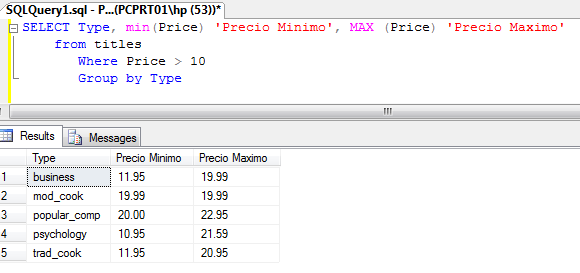 SQLQuery1.sql - P...(PCPRT01\hp (53))*
SELECT Type, min(Price) 'Precio Minimo', MAX (Price) 'Precio Maximo'
from titles
Where Price > 10
Group by Type
Results Messages
Type Precio Minimo Precio Maximo
1 business 11.95 19.99
2 mod_cook 19.99 19.99
3 popular_comp 20.00 22.95
4 psychology 10.95 21.59
5 trad_cook 11.95 20.95